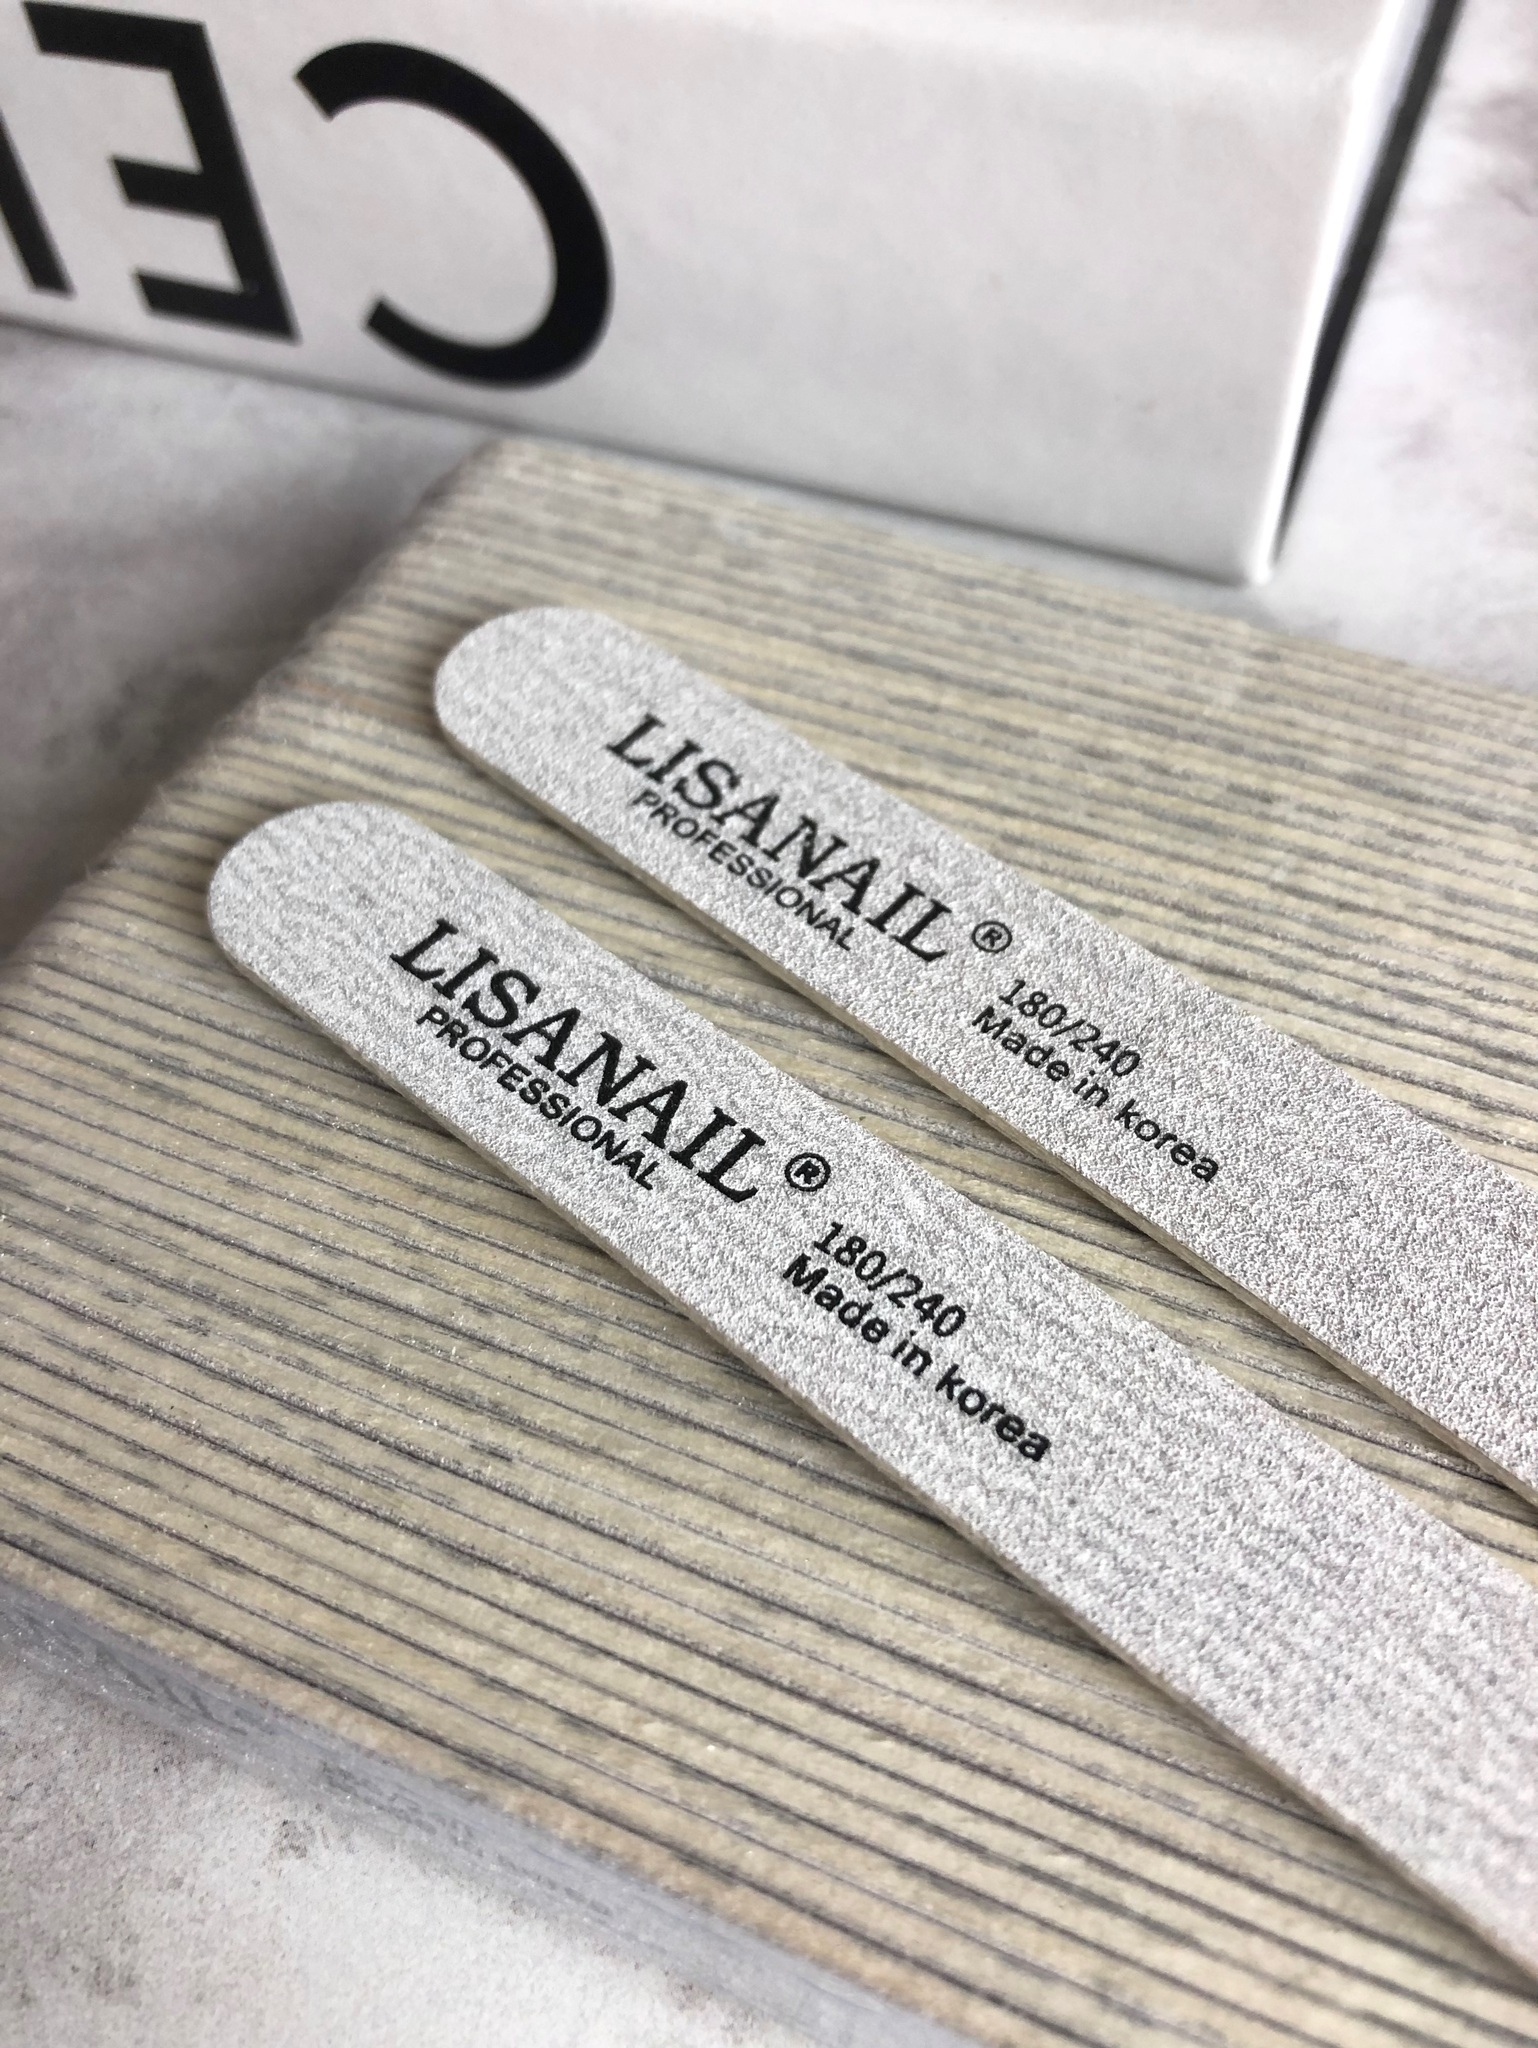 LISANAIL®
PROFESSIONAL
180/240
Made in korea
LISANAIL®
PROFESSIONAL
180/240
Made in korea